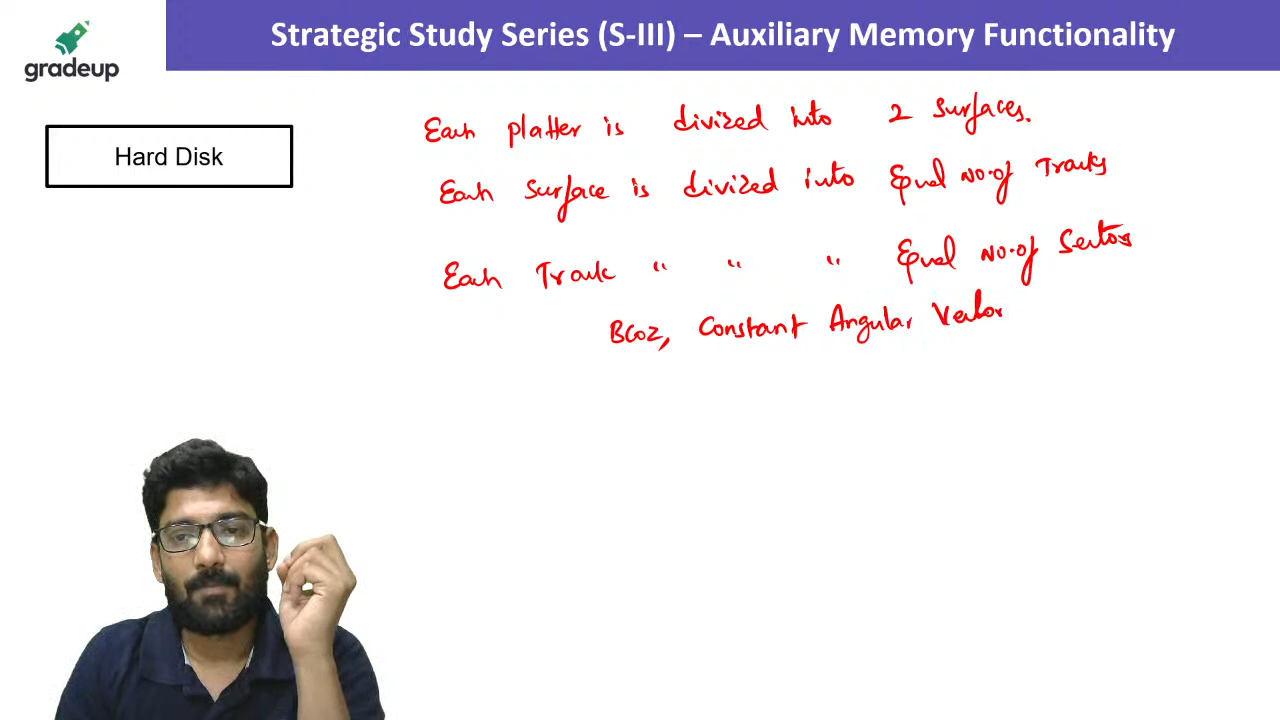 Strategic Study Series (S-III) – Auxiliary Memory Functionality
gradeup
Hard Disk
Each platter is divided into 2 surfaces.
Each surface is divided into Equal No. of Tracks
Each Track " " " Equal No. of Sectors
BCoz, Constant Angular Vector